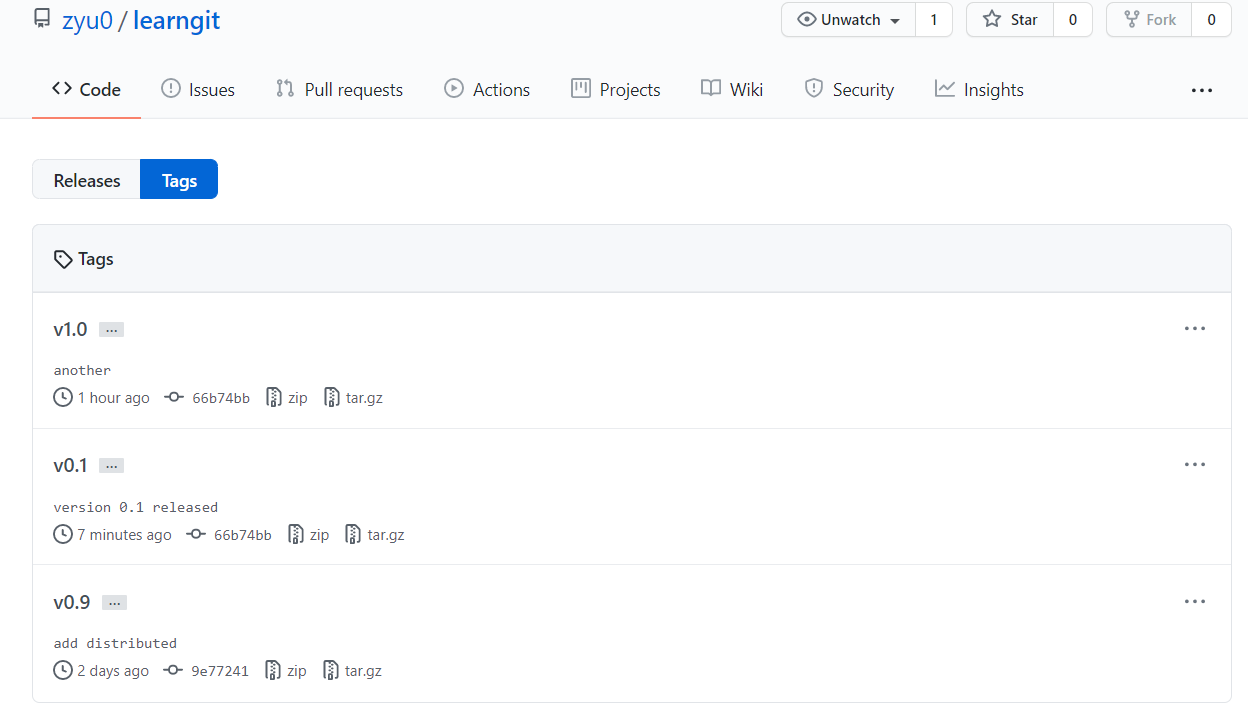 zyu0 / learngit
Unwatch 1 Star 0 Fork 0
Code Issues Pull requests Actions Projects Wiki Security Insights ...
Releases Tags
Tags
v1.0 ... ...
another
1 hour ago 66b74bb zip tar.gz
v0.1 ... ...
version 0.1 released
7 minutes ago 66b74bb zip tar.gz
v0.9 ... ...
add distributed
2 days ago 9e77241 zip tar.gz